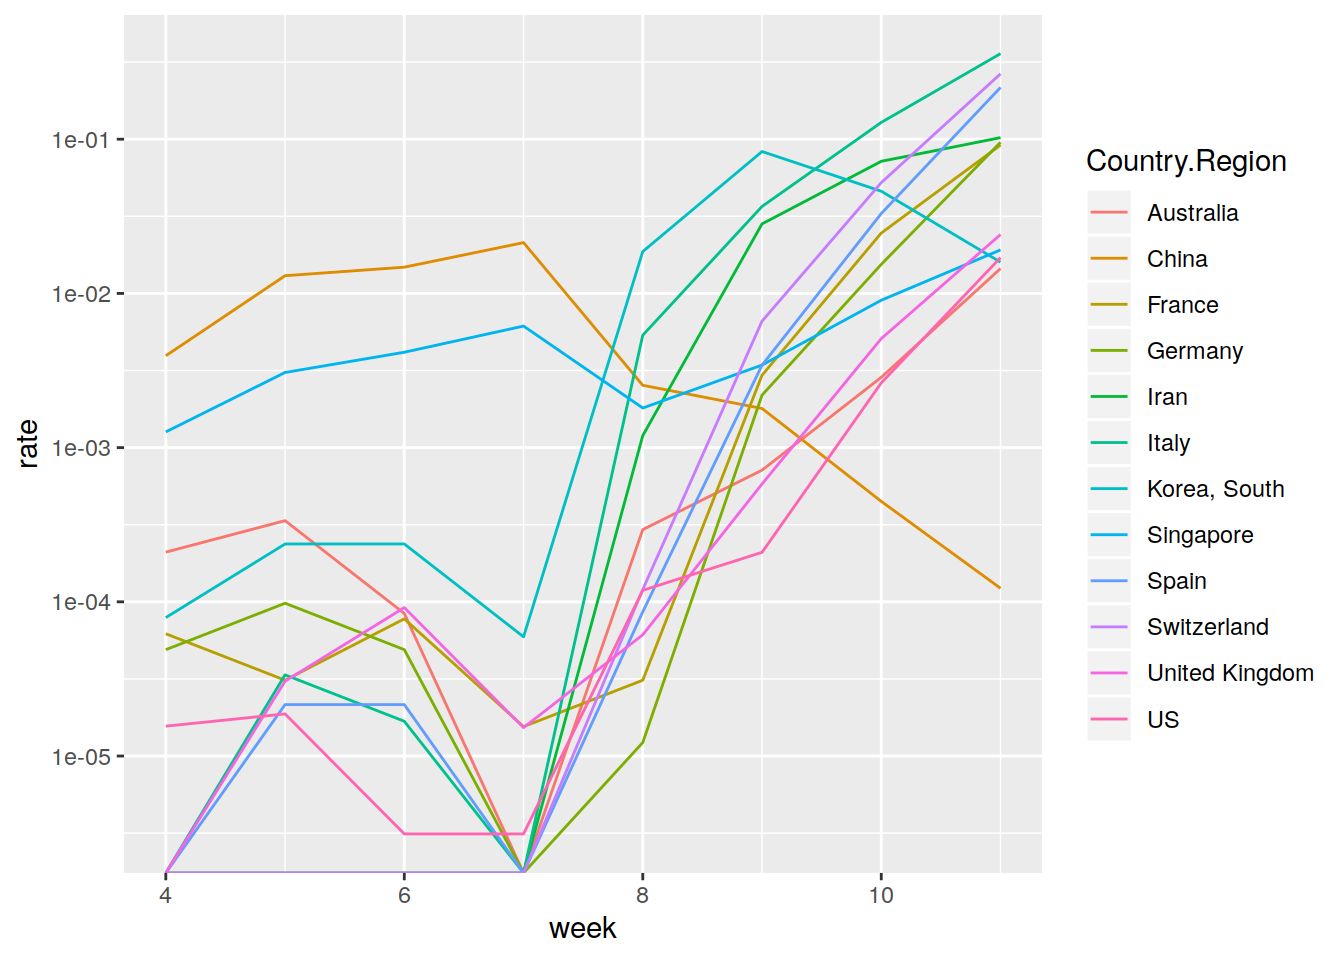 1e-01
1e-02
1e-03
1e-04
1e-05
rate
4
6
8
10
week
Country.Region
Australia
China
France
Germany
Iran
Italy
Korea, South
Singapore
Spain
Switzerland
United Kingdom
US